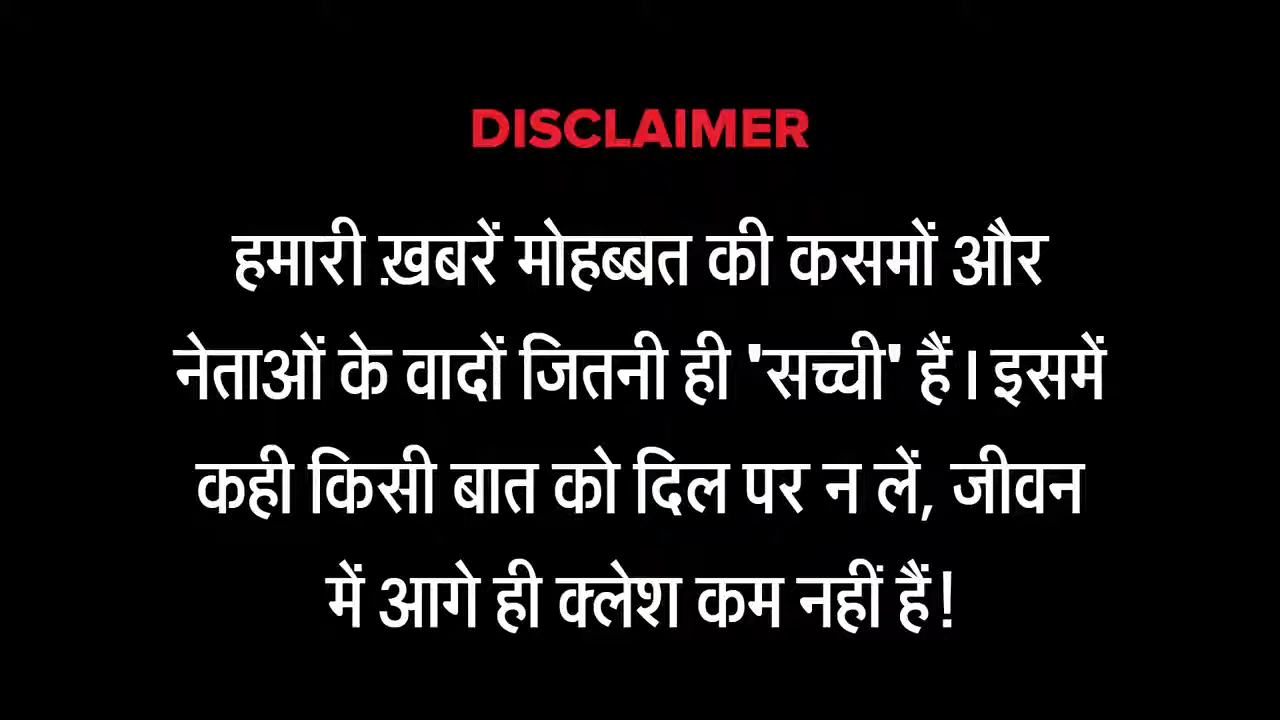 DISCLAIMER
हमारी ख़बरें मोहब्बत की कसमों और
नेताओं के वादों जितनी ही 'सच्ची' हैं। इसमें
कही किसी बात को दिल पर न लें, जीवन
में आगे ही क्लेश कम नहीं हैं!